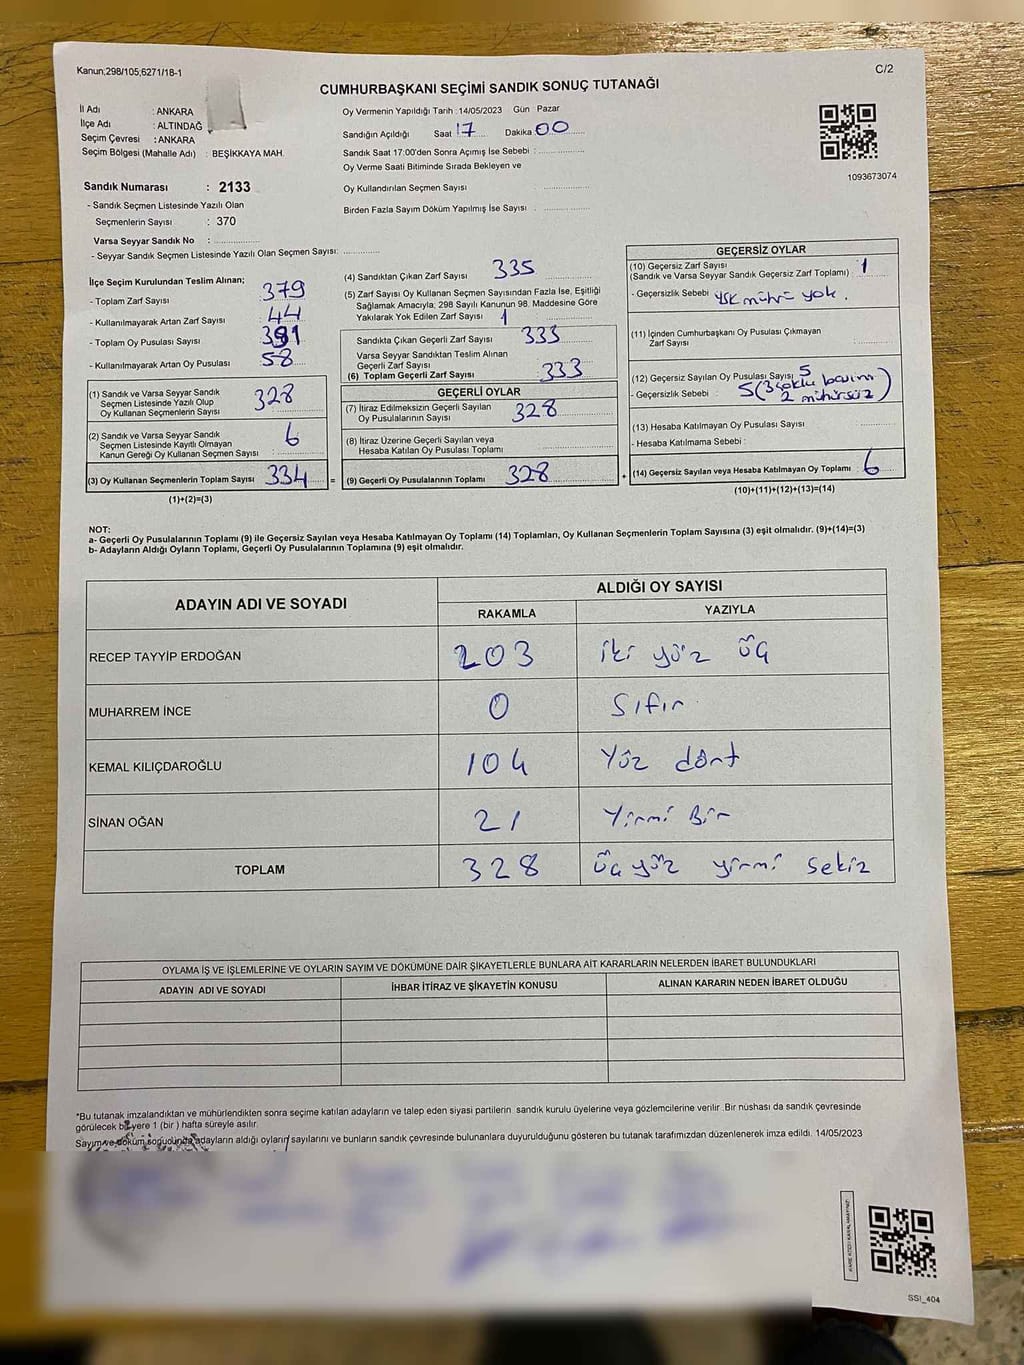 Kanun;298/105;6271/18-1
C/2
CUMHURBAŞKANI SEÇİMİ SANDIK SONUÇ TUTANAĞI
İl Adı : ANKARA
İlçe Adı : ALTINDAĞ
Seçim Çevresi : ANKARA
Seçim Bölgesi (Mahalle Adı) : BEŞİKKAYA MAH.
Sandık Numarası : 2133
- Sandık Seçmen Listesinde Yazılı Olan
Seçmenlerin Sayısı : 370
Varsa Seyyar Sandık No :
- Seyyar Sandık Seçmen Listesinde Yazılı Olan Seçmen Sayısı:
Oy Vermenin Yapıldığı Tarih : 14/05/2023 Gün Pazar
Sandığın Açıldığı Saat 17 Dakika 00
Sandık Saat 17:00'den Sonra Açımış İse Sebebi :
Oy Verme Saati Bitiminde Sırada Bekleyen ve
Oy Kullandırılan Seçmen Sayısı
Birden Fazla Sayım Döküm Yapılmış İse Sayısı :
1093673074
İlçe Seçim Kurulundan Teslim Alınan;
- Toplam Zarf Sayısı 379
- Kullanılmayarak Artan Zarf Sayısı 44
- Toplam Oy Pusulası Sayısı 391
- Kullanılmayarak Artan Oy Pusulası 58
(1) Sandık ve Varsa Seyyar Sandık
Seçmen Listesinde Yazılı Olup
Oy Kullanan Seçmenlerin Sayısı 328
(2) Sandık ve Varsa Seyyar Sandık
Seçmen Listesinde Kayıtlı Olmayan
Kanun Gereği Oy Kullanan Seçmen Sayısı : 6
(3) Oy Kullanan Seçmenlerin Toplam Sayısı 334 =
(1)+(2)=(3)
(4) Sandıktan Çıkan Zarf Sayısı 335
(5) Zarf Sayısı Oy Kullanan Seçmen Sayısından Fazla İse, Eşitliği
Sağlamak Amacıyla; 298 Sayılı Kanunun 98. Maddesine Göre
Yakılarak Yok Edilen Zarf Sayısı 1
Sandıkta Çıkan Geçerli Zarf Sayısı 333
Varsa Seyyar Sandıktan Teslim Alınan
Geçerli Zarf Sayısı :
(6) Toplam Geçerli Zarf Sayısı 333
GEÇERLİ OYLAR
(7) İtiraz Edilmeksizin Geçerli Sayılan
Oy Pusulalarının Sayısı 328
(8) İtiraz Üzerine Geçerli Sayılan veya
Hesaba Katılan Oy Pusulası Toplamı
(9) Geçerli Oy Pusulalarının Toplamı 328 +
GEÇERSİZ OYLAR
(10) Geçersiz Zarf Sayısı
(Sandık ve Varsa Seyyar Sandık Geçersiz Zarf Toplamı) 1
- Geçersizlik Sebebi YSK mührü yok.
(11) İçinden Cumhurbaşkanı Oy Pusulası Çıkmayan
Zarf Sayısı
(12) Geçersiz Sayılan Oy Pusulası Sayısı 5
- Geçersizlik Sebebi : 5 (3 çoklu basım
2 mühürsüz)
(13) Hesaba Katılmayan Oy Pusulası Sayısı
- Hesaba Katılmama Sebebi :
(14) Geçersiz Sayılan veya Hesaba Katılmayan Oy Toplamı 6
(10)+(11)+(12)+(13)=(14)
NOT:
a- Geçerli Oy Pusulalarının Toplamı (9) ile Geçersiz Sayılan veya Hesaba Katılmayan Oy Toplamı (14) Toplamları, Oy Kullanan Seçmenlerin Toplam Sayısına (3) eşit olmalıdır. (9)+(14)=(3)
b- Adayların Aldığı Oyların Toplamı, Geçerli Oy Pusulalarının Toplamına (9) eşit olmalıdır.
ADAYIN ADI VE SOYADI
ALDIĞI OY SAYISI
RAKAMLA YAZIYLA
RECEP TAYYİP ERDOĞAN 203 iki yüz üç
MUHARREM İNCE 0 Sıfır
KEMAL KILIÇDAROĞLU 104 Yüz dört
SİNAN OĞAN 21 Yirmi Bir
TOPLAM 328 Üç yüz yirmi sekiz
OYLAMA İŞ VE İŞLEMLERİNE VE OYLARIN SAYIM VE DÖKÜMÜNE DAİR ŞİKAYETLERLE BUNLARA AİT KARARLARIN NELERDEN İBARET BULUNDUKLARI
ADAYIN ADI VE SOYADI İHBAR İTİRAZ VE ŞİKAYETİN KONUSU ALINAN KARARIN NEDEN İBARET OLDUĞU
*Bu tutanak imzalandıktan ve mühürlendikten sonra seçime katılan adayların ve talep eden siyasi partilerin sandık kurulu üyelerine veya gözlemcilerine verilir. Bir nüshası da sandık çevresinde
görülecek bir yere 1 (bir ) hafta süreyle asılır.
Sayım ve döküm sonucunda adayların aldığı oyların sayılarını ve bunların sandık çevresinde bulunanlara duyurulduğunu gösteren bu tutanak tarafımızdan düzenlenerek imza edildi. 14/05/2023
SSI_404